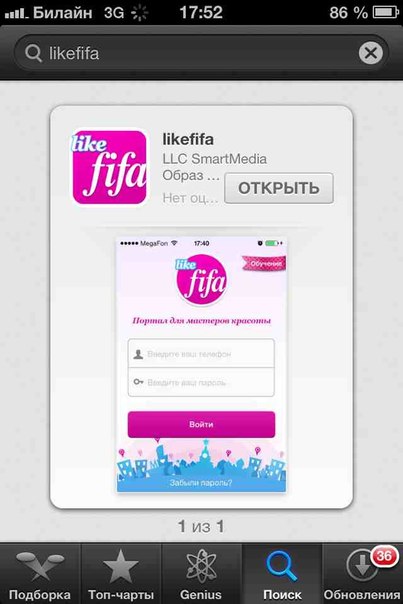 Билайн 3G 17:52 86 %
likefifa
like fifa
likefifa
LLC SmartMedia
Образ ...
Нет оц...
ОТКРЫТЬ
MegaFon 17:40
like fifa
Обучение
Портал для мастеров красоты
Введите ваш телефон
Введите ваш пароль
Войти
Забыли пароль?
1 из 1
36
Подборка Топ-чарты Genius Поиск Обновления